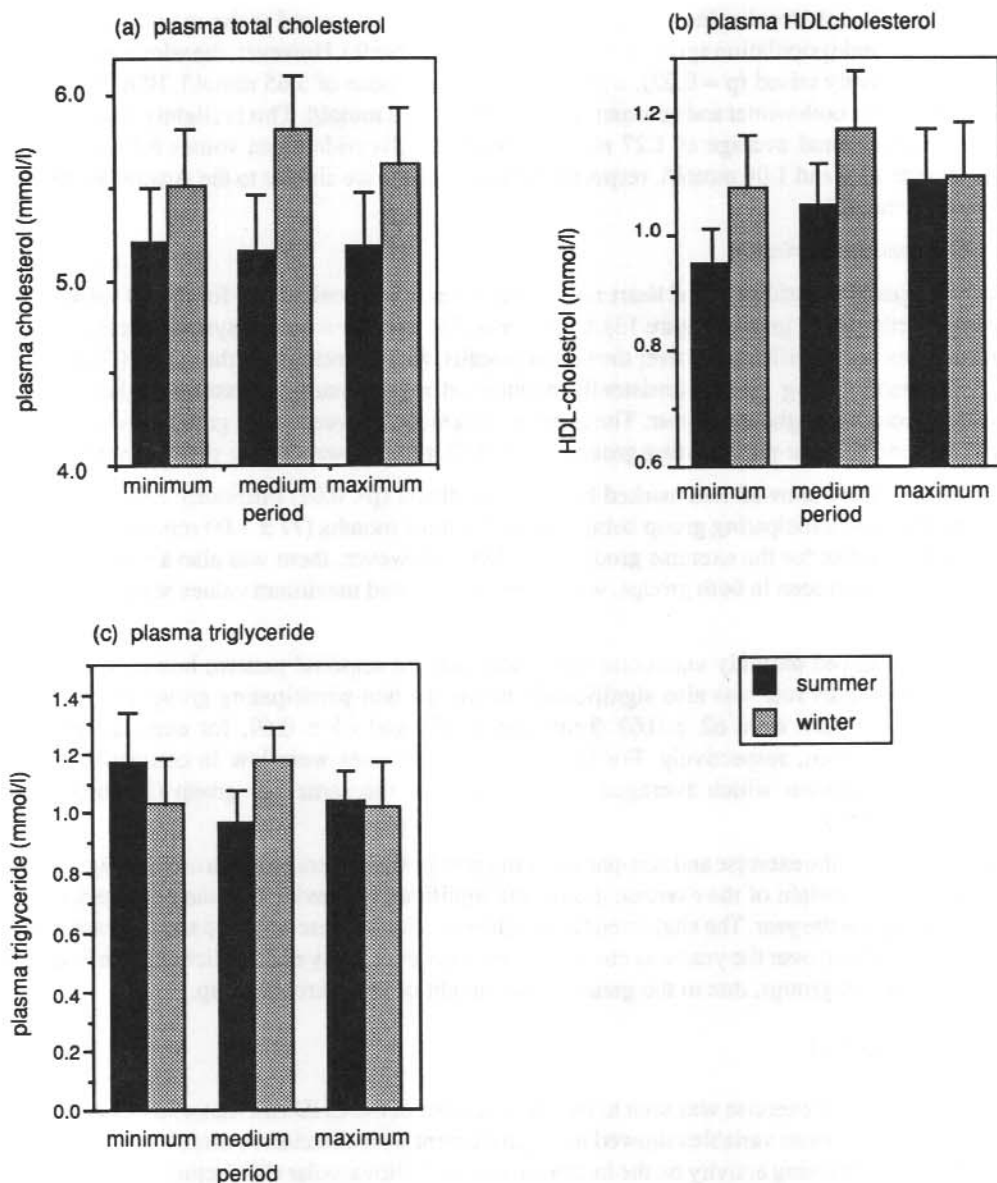 (a) plasma total cholesterol
plasma cholesterol (mmol/l)
6.0
5.0
4.0
minimum medium maximum
period
(b) plasma HDLcholesterol
HDL-cholesterol (mmol/l)
1.2
1.0
0.8
0.6
minimum medium maximum
period
(c) plasma triglyceride
plasma triglyceride (mmol/l)
1.4
1.2
1.0
0.8
0.6
0.4
0.2
0.0
minimum medium maximum
period
summer
winter